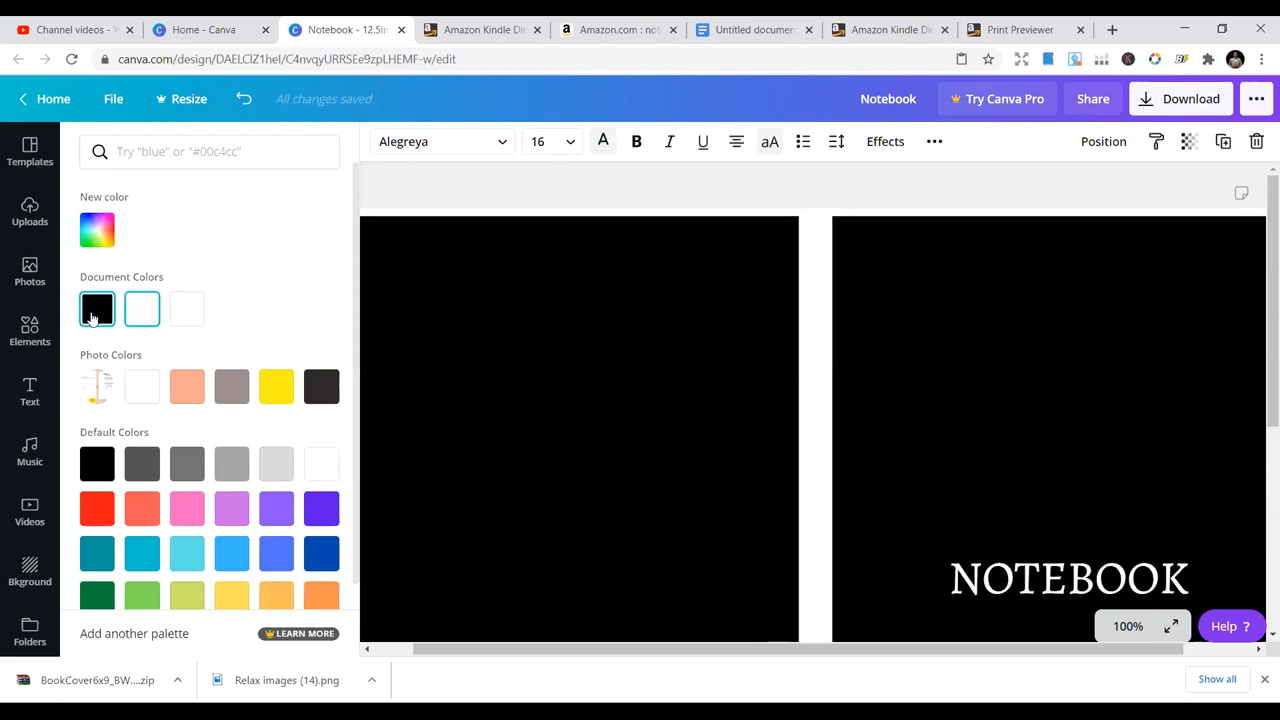 Channel videos - Y
Home - Canva
Notebook - 12.5in
Amazon Kindle Di
Amazon.com : not
Untitled document
Amazon Kindle Di
Print Previewer
canva.com/design/DAELClZ1heI/C4nvqyURRSEe9zpLHEMF-w/edit
Home
File
Resize
All changes saved
Notebook
Try Canva Pro
Share
Download
Templates
Uploads
Photos
Elements
Text
Music
Videos
Bkground
Folders
Try "blue" or "#00c4cc"
Alegreya
16
A
B
I
U
aA
Effects
Position
New color
Document Colors
Photo Colors
Default Colors
Add another palette
LEARN MORE
NOTEBOOK
100%
Help ?
BookCover6x9_BW....zip
Relax images (14).png
Show all